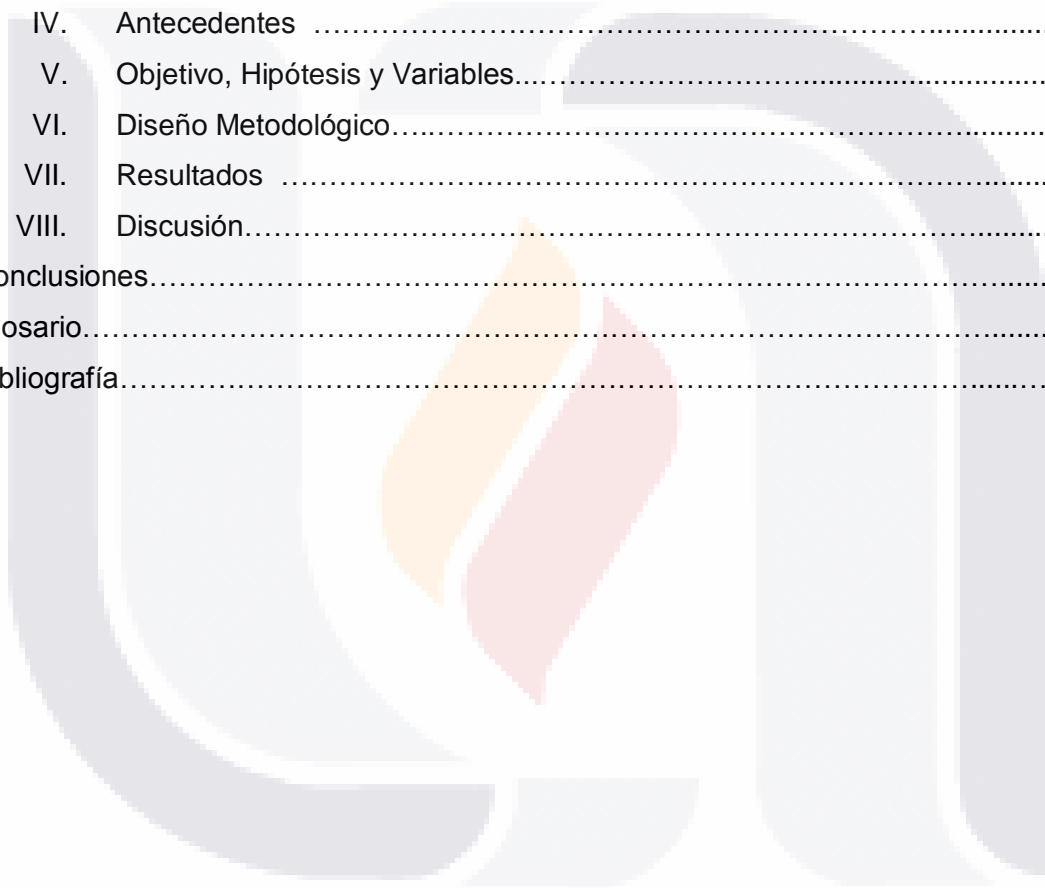 IV. Antecedentes ……………………………………………………………
V. Objetivo, Hipótesis y Variables...……………………………………
VI. Diseño Metodológico…..………………………………………………
VII. Resultados ………………………………………………………………
VIII. Discusión…………………………………………………………………
onclusiones……………………………………………………………………
osario……………………………………………………………………………
bliografía………………………………………………………………………